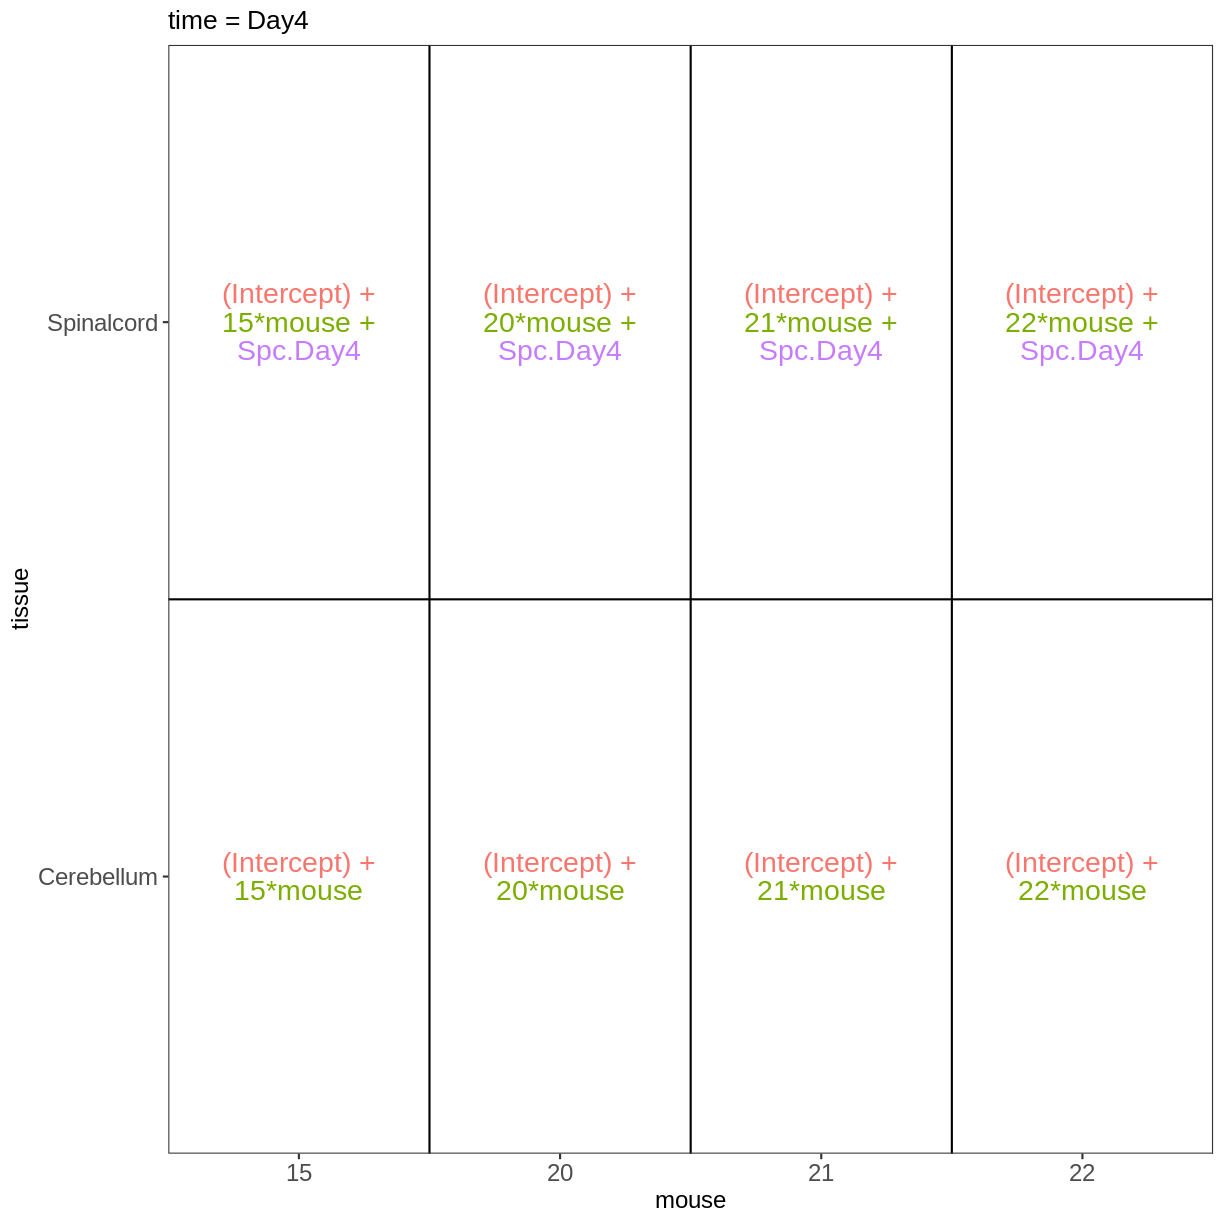 time = Day4
tissue
Spinalcord
(Intercept) +
15*mouse +
Spc.Day4
(Intercept) +
20*mouse +
Spc.Day4
(Intercept) +
21*mouse +
Spc.Day4
(Intercept) +
22*mouse +
Spc.Day4
Cerebellum
(Intercept) +
15*mouse
(Intercept) +
20*mouse
(Intercept) +
21*mouse
(Intercept) +
22*mouse
15 20 21 22
mouse